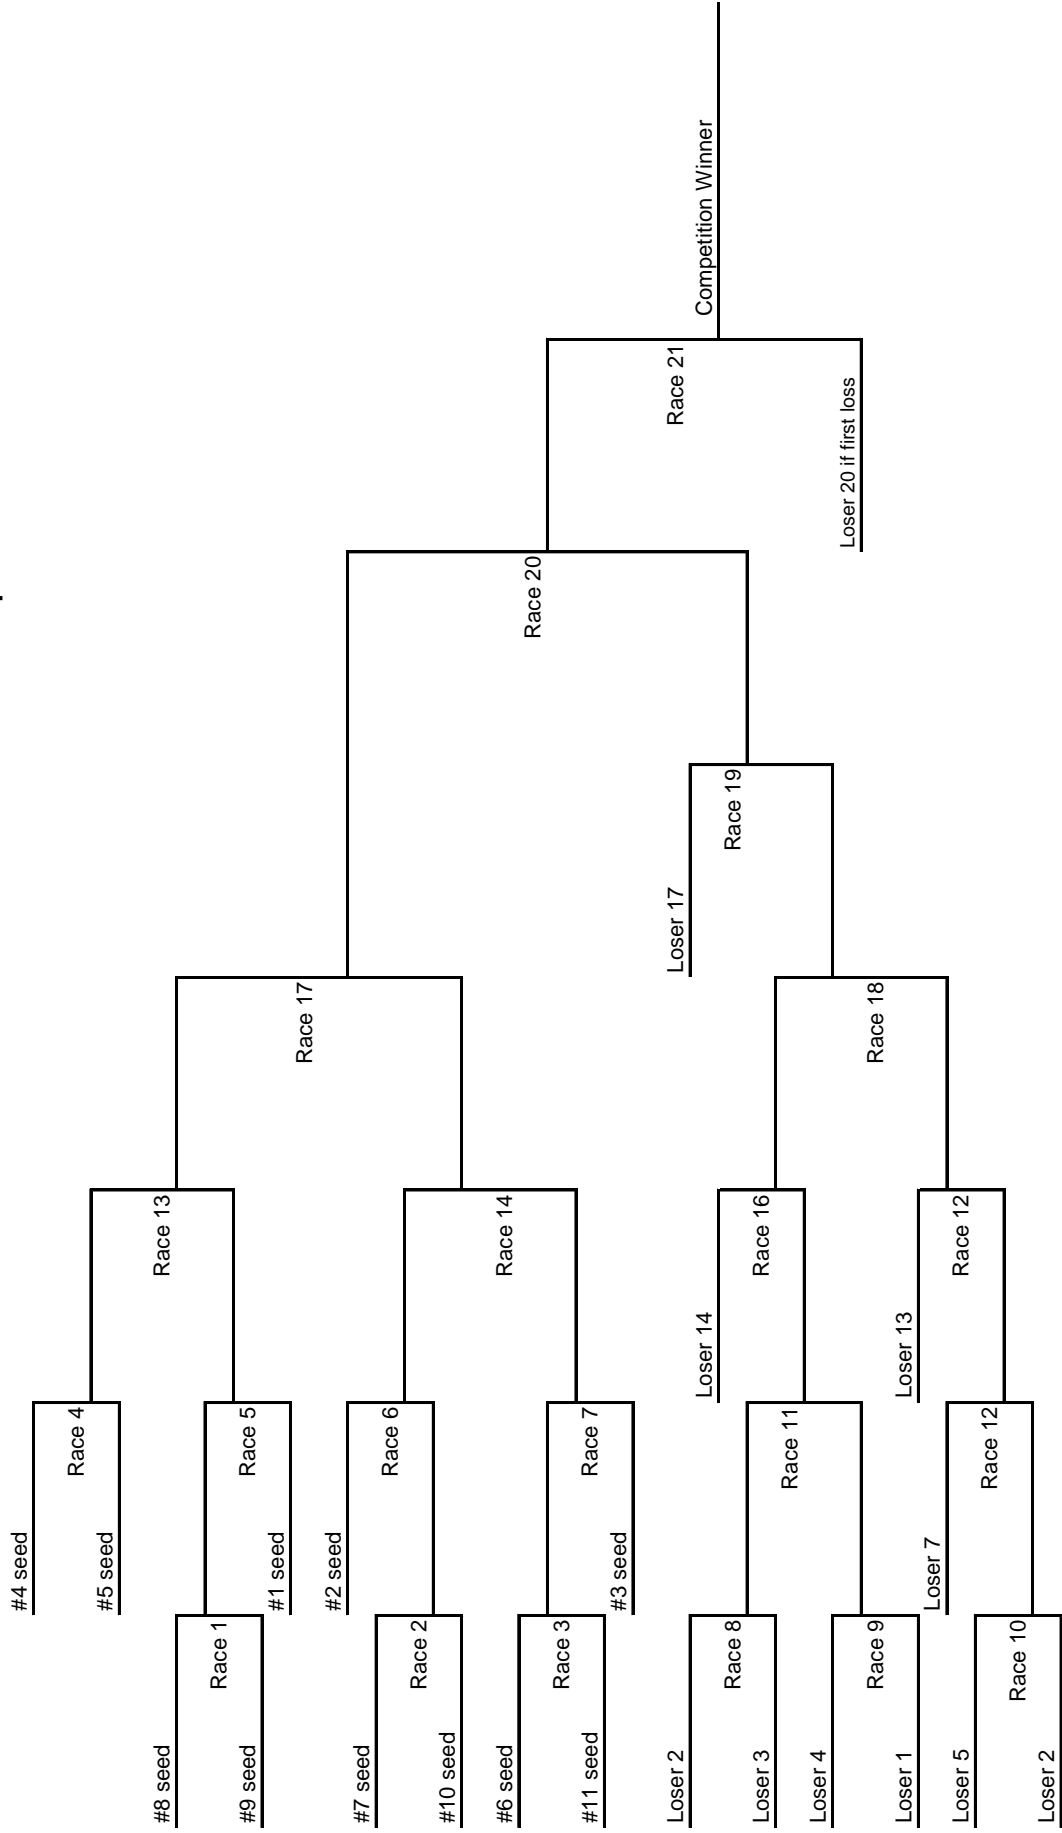 #4 seed
Race 4
#5 seed
Race 13
#8 seed
Race 1
#9 seed
Race 5
#1 seed
Race 17
#2 seed
Race 6
#7 seed
Race 2
#10 seed
Race 14
#6 seed
Race 3
#11 seed
Race 7
#3 seed
Race 20
Competition Winner
Race 21
Loser 20 if first loss
Loser 17
Race 19
Loser 14
Race 16
Loser 2
Race 8
Loser 3
Race 11
Loser 4
Race 9
Loser 1
Race 18
Loser 13
Race 12
Loser 7
Race 12
Loser 5
Race 10
Loser 2